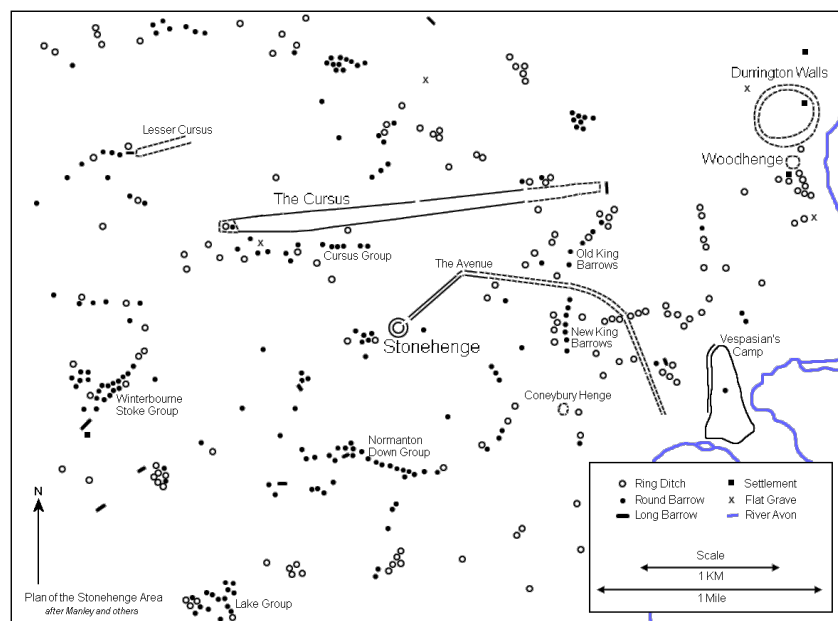 Durrington Walls
x
Lesser Cursus
Woodhenge
The Cursus
x
x
x
Cursus Group
Old King
Barrows
The Avenue
Stonehenge
New King
Barrows
Vespasian's
Camp
Winterbourne
Stoke Group
Coneybury Henge
Normanton
Down Group
N
Ring Ditch
Settlement
Round Barrow
x Flat Grave
Long Barrow
River Avon
Scale
1 KM
1 Mile
Plan of the Stonehenge Area
after Manley and others
Lake Group